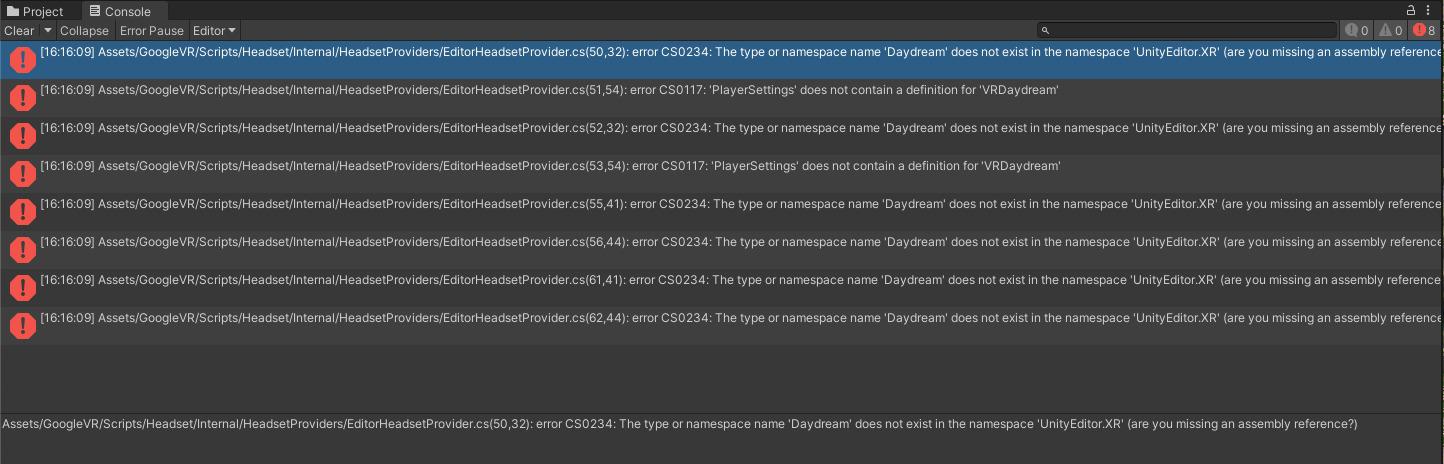 Project Console
Clear Collapse Error Pause Editor 0 0 8
[16:16:09] Assets/GoogleVR/Scripts/Headset/Internal/HeadsetProviders/EditorHeadsetProvider.cs(50,32): error CS0234: The type or namespace name 'Daydream' does not exist in the namespace 'UnityEditor.XR' (are you missing an assembly reference
[16:16:09] Assets/GoogleVR/Scripts/Headset/Internal/HeadsetProviders/EditorHeadsetProvider.cs(51,54): error CS0117: 'PlayerSettings' does not contain a definition for 'VRDaydream'
[16:16:09] Assets/GoogleVR/Scripts/Headset/Internal/HeadsetProviders/EditorHeadsetProvider.cs(52,32): error CS0234: The type or namespace name 'Daydream' does not exist in the namespace 'UnityEditor.XR' (are you missing an assembly reference
[16:16:09] Assets/GoogleVR/Scripts/Headset/Internal/HeadsetProviders/EditorHeadsetProvider.cs(53,54): error CS0117: 'PlayerSettings' does not contain a definition for 'VRDaydream'
[16:16:09] Assets/GoogleVR/Scripts/Headset/Internal/HeadsetProviders/EditorHeadsetProvider.cs(55,41): error CS0234: The type or namespace name 'Daydream' does not exist in the namespace 'UnityEditor.XR' (are you missing an assembly reference
[16:16:09] Assets/GoogleVR/Scripts/Headset/Internal/HeadsetProviders/EditorHeadsetProvider.cs(56,44): error CS0234: The type or namespace name 'Daydream' does not exist in the namespace 'UnityEditor.XR' (are you missing an assembly reference
[16:16:09] Assets/GoogleVR/Scripts/Headset/Internal/HeadsetProviders/EditorHeadsetProvider.cs(61,41): error CS0234: The type or namespace name 'Daydream' does not exist in the namespace 'UnityEditor.XR' (are you missing an assembly reference
[16:16:09] Assets/GoogleVR/Scripts/Headset/Internal/HeadsetProviders/EditorHeadsetProvider.cs(62,44): error CS0234: The type or namespace name 'Daydream' does not exist in the namespace 'UnityEditor.XR' (are you missing an assembly reference
Assets/GoogleVR/Scripts/Headset/Internal/HeadsetProviders/EditorHeadsetProvider.cs(50,32): error CS0234: The type or namespace name 'Daydream' does not exist in the namespace 'UnityEditor.XR' (are you missing an assembly reference?)